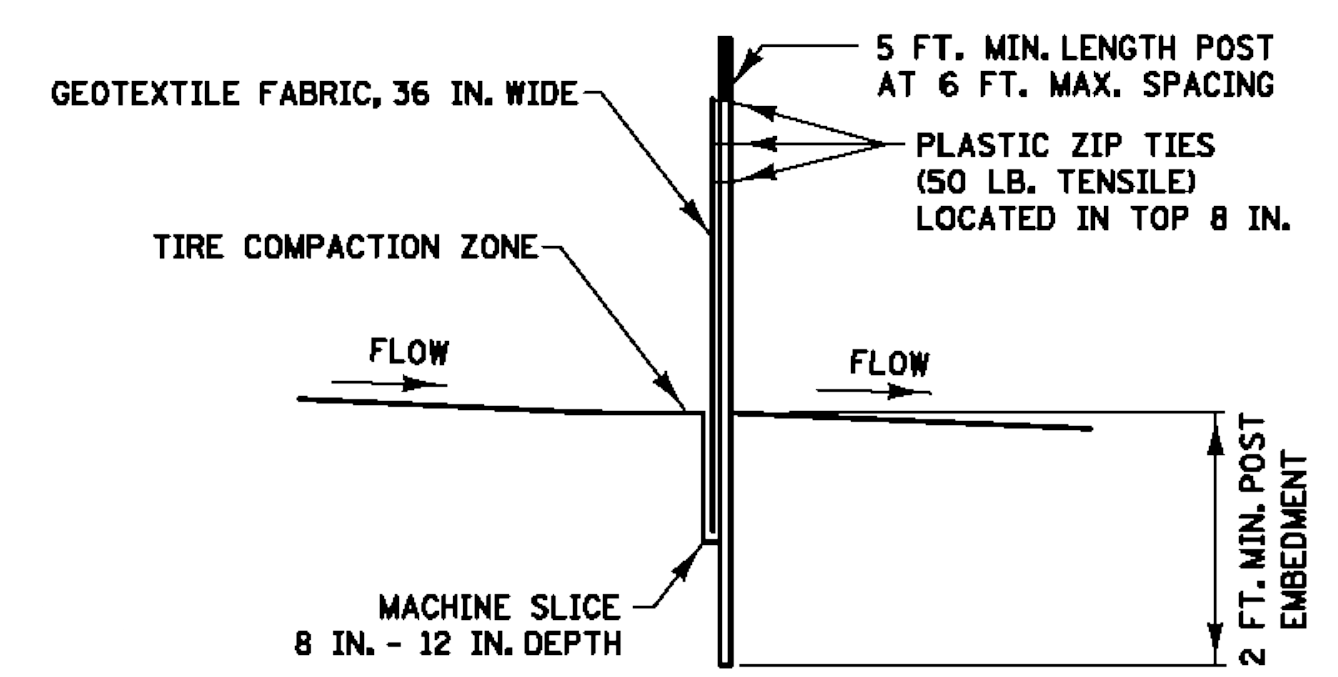 5 FT. MIN. LENGTH POST
AT 6 FT. MAX. SPACING
GEOTEXTILE FABRIC, 36 IN. WIDE
PLASTIC ZIP TIES
(50 LB. TENSILE)
LOCATED IN TOP 8 IN.
TIRE COMPACTION ZONE
FLOW
FLOW
2 FT. MIN. POST
EMBEDMENT
MACHINE SLICE
8 IN. - 12 IN. DEPTH